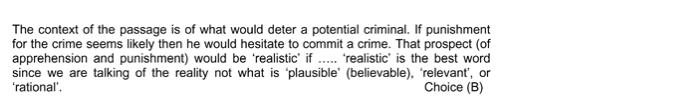 The context of the passage is of what would deter a potential criminal. If punishment
for the crime seems likely then he would hesitate to commit a crime. That prospect (of
apprehension and punishment) would be 'realistic' if ..... 'realistic' is the best word
since we are talking of the reality not what is 'plausible' (believable), 'relevant', or
'rational'. Choice (B)